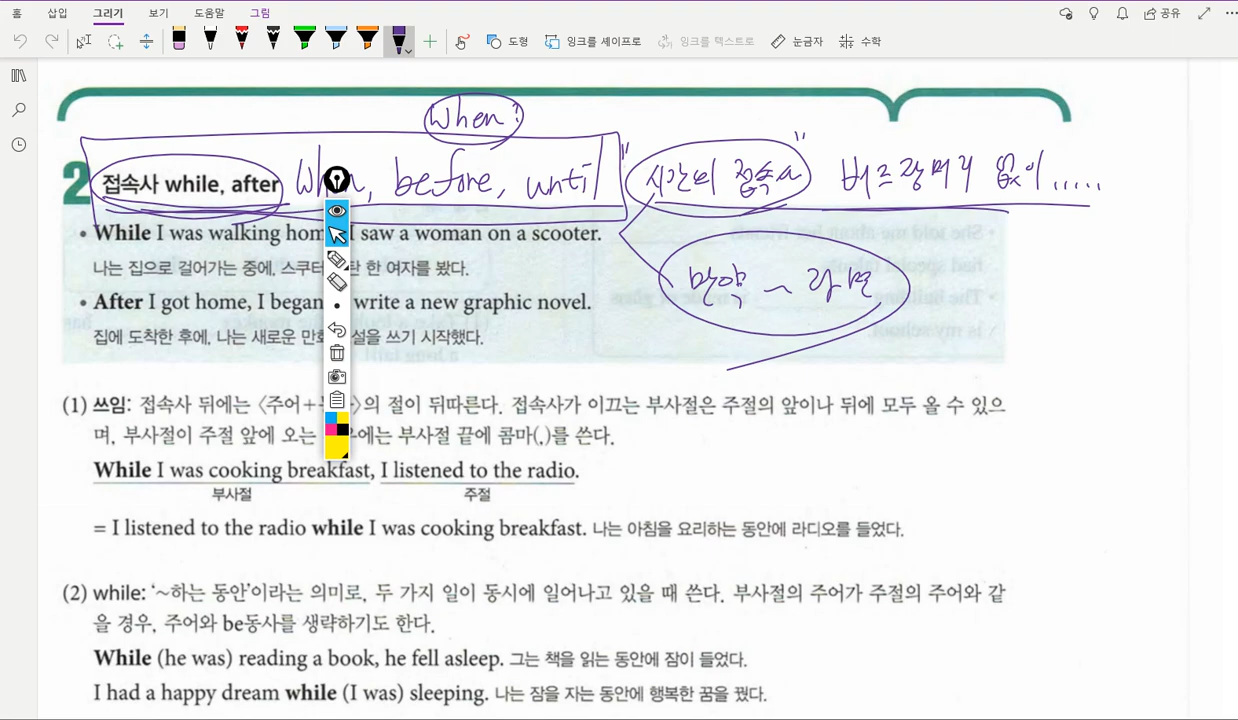 홈 삽입 그리기 보기 도움말 그림 공유
도형 잉크를 셰이프로 잉크를 텍스트로 눈금자 수학
When?
2 접속사 while, after When, before, until "시간의 접속사" 버르장머리 없이.....
• While I was walking hom I saw a woman on a scooter.
나는 집으로 걸어가는 중에, 스쿠터 탄 한 여자를 봤다.
만약 ~ 라면
• After I got home, I began write a new graphic novel.
집에 도착한 후에, 나는 새로운 만화 설을 쓰기 시작했다.
(1) 쓰임: 접속사 뒤에는 〈주어+ 〉의 절이 뒤따른다. 접속사가 이끄는 부사절은 주절의 앞이나 뒤에 모두 올 수 있으
며, 부사절이 주절 앞에 오는 우에는 부사절 끝에 콤마(,)를 쓴다.
While I was cooking breakfast, I listened to the radio.
부사절 주절
= I listened to the radio while I was cooking breakfast. 나는 아침을 요리하는 동안에 라디오를 들었다.
(2) while: '~하는 동안'이라는 의미로, 두 가지 일이 동시에 일어나고 있을 때 쓴다. 부사절의 주어가 주절의 주어와 같
을 경우, 주어와 be동사를 생략하기도 한다.
While (he was) reading a book, he fell asleep. 그는 책을 읽는 동안에 잠이 들었다.
I had a happy dream while (I was) sleeping. 나는 잠을 자는 동안에 행복한 꿈을 꿨다.